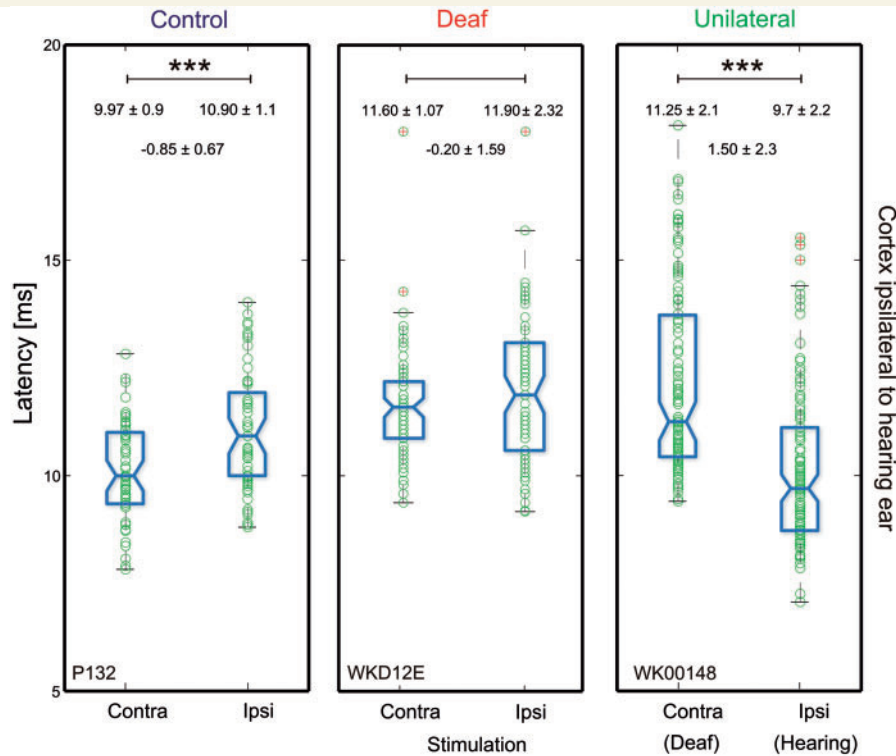 Control Deaf Unilateral
20
*** ***
9.97 ± 0.9 10.90 ± 1.1 11.60 ± 1.07 11.90 ± 2.32 11.25 ± 2.1 9.7 ± 2.2
-0.85 ± 0.67 -0.20 ± 1.59 1.50 ± 2.3
15
Latency [ms]
Cortex ipsilateral to hearing ear
10
P132 WKD12E WK00148
5
Contra Ipsi Contra Ipsi Contra Ipsi
Stimulation (Deaf) (Hearing)